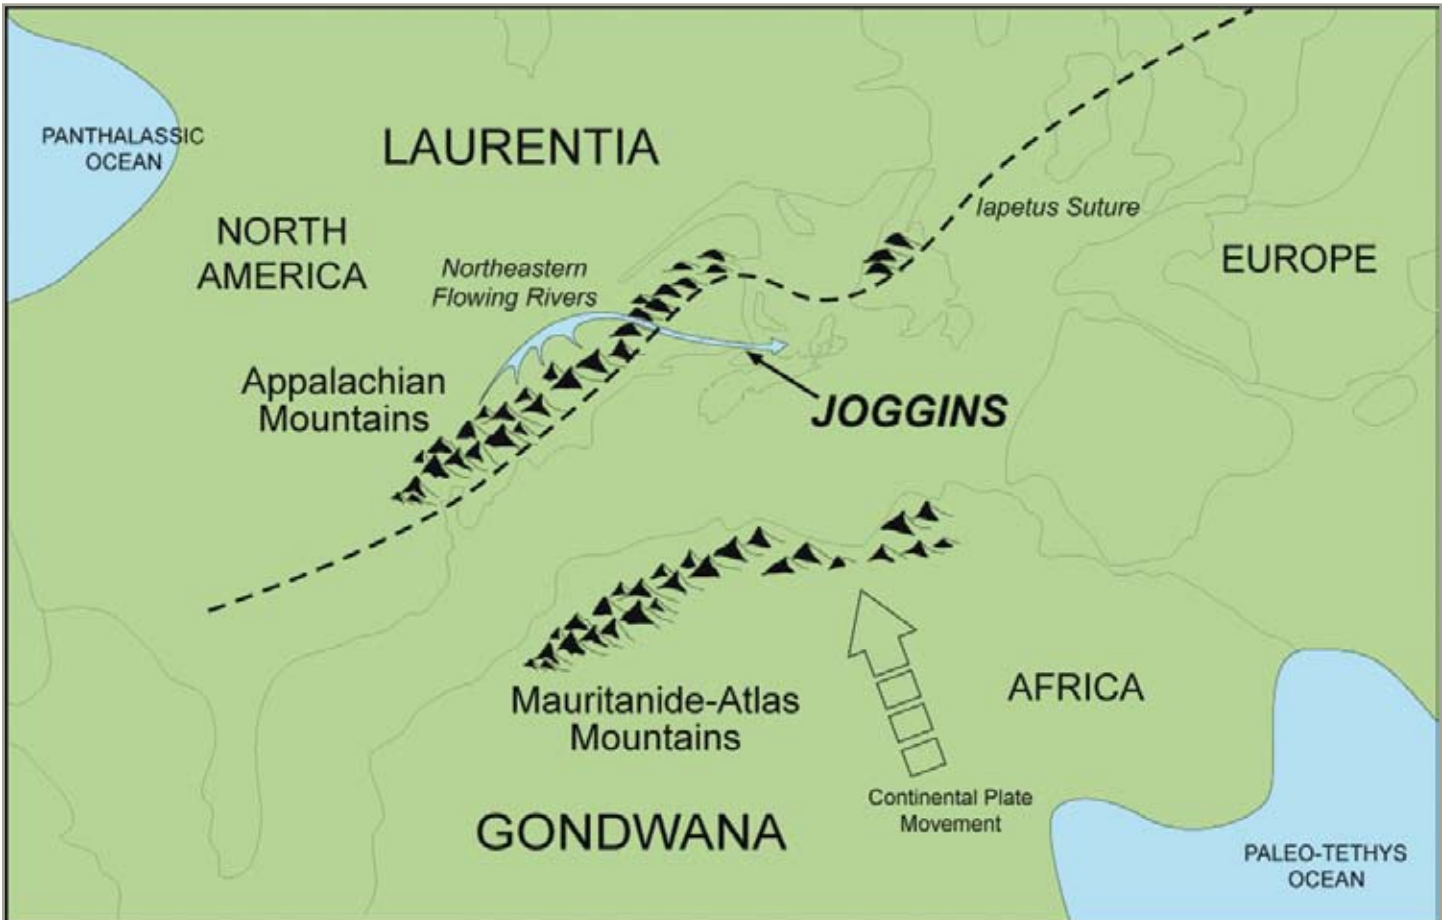 PANTHALASSIC
OCEAN
LAURENTIA
NORTH
AMERICA
Northeastern
Flowing Rivers
Iapetus Suture
EUROPE
Appalachian
Mountains
JOGGINS
Mauritanide-Atlas
Mountains
AFRICA
Continental Plate
Movement
GONDWANA
PALEO-TETHYS
OCEAN